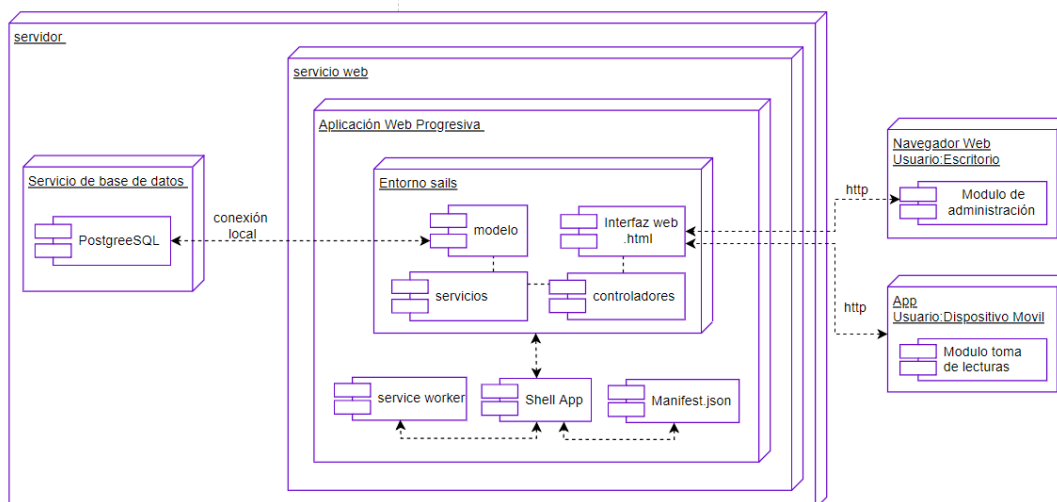 servidor
servicio web
Aplicación Web Progresiva
Entorno sails
Servicio de base de datos
PostgreeSQL
conexión
local
modelo
Interfaz web
.html
servicios
controladores
service worker
Shell App
Manifest.json
http
http
Navegador Web
Usuario:Escritorio
Modulo de
administración
App
Usuario:Dispositivo Movil
Modulo toma
de lecturas